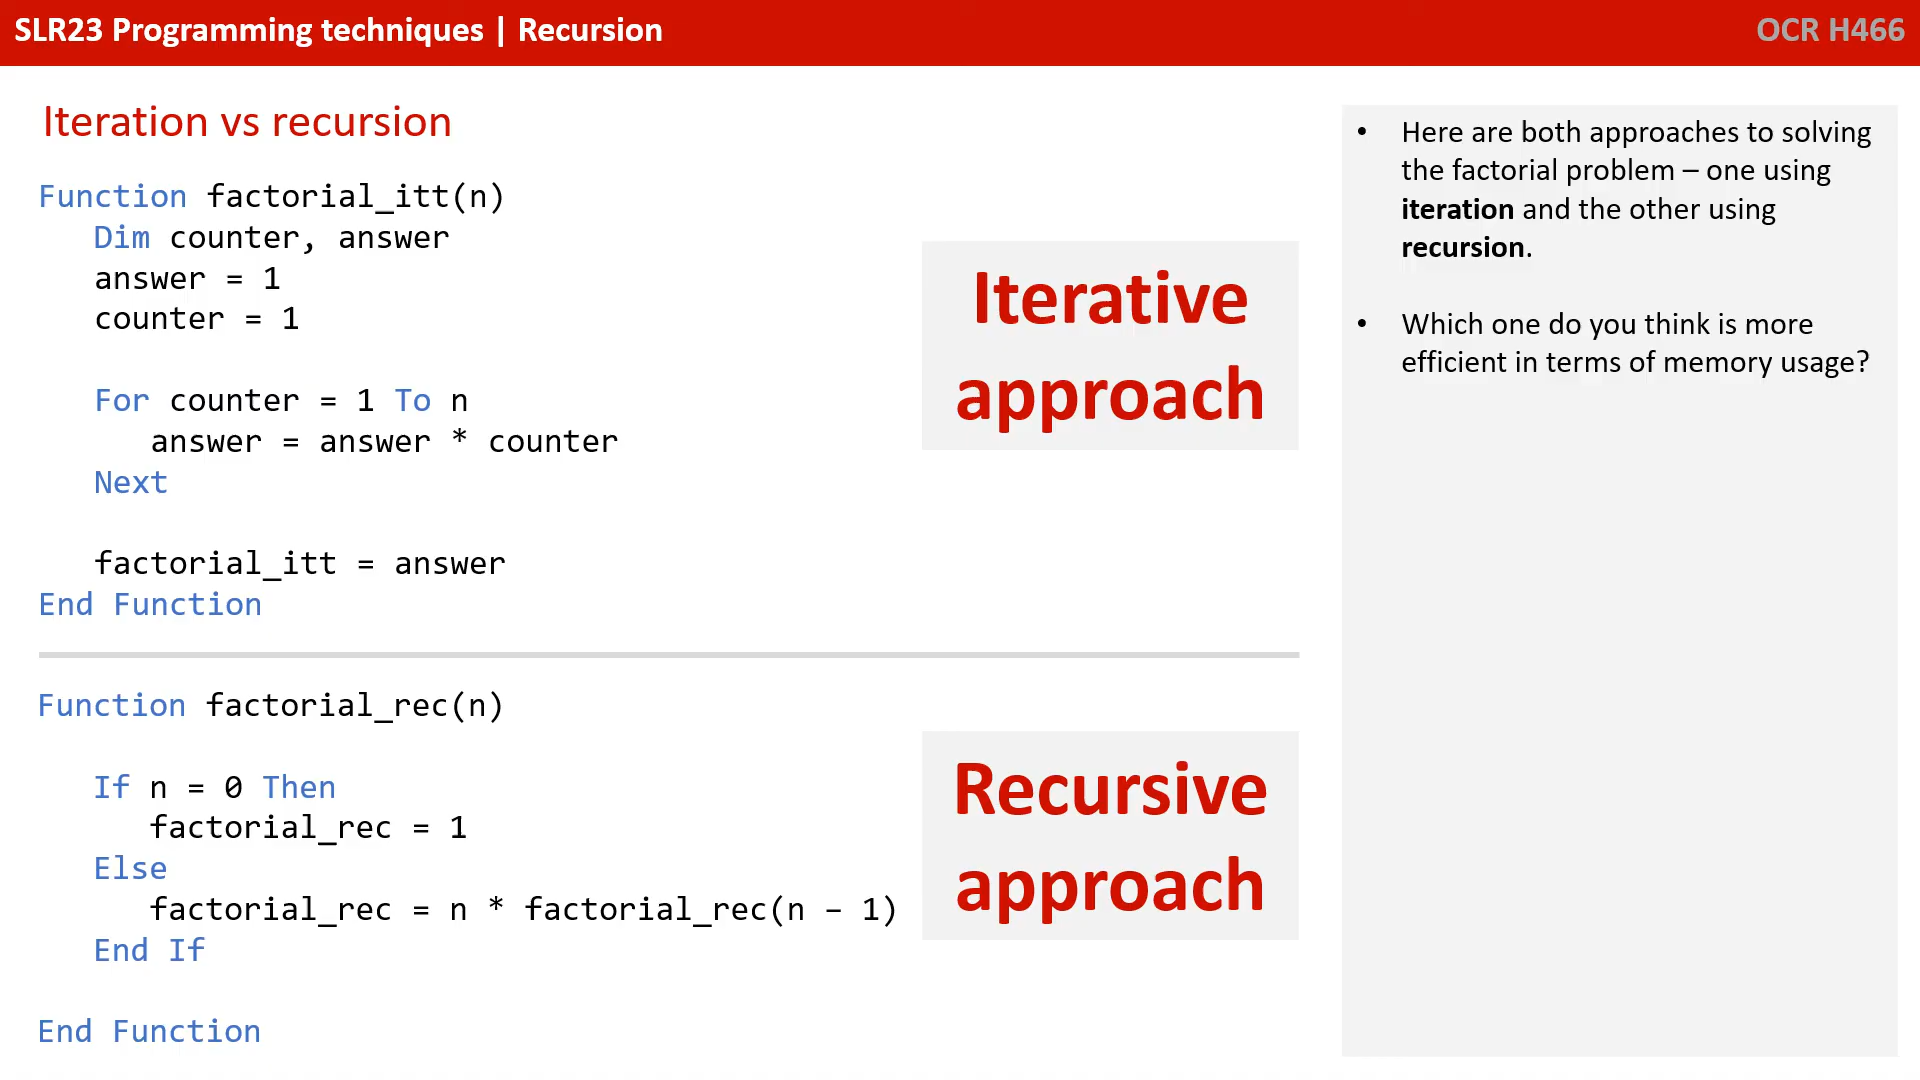 SLR23 Programming techniques | Recursion
OCR H466
Iteration vs recursion
Function factorial_itt(n)
Dim counter, answer
answer = 1
counter = 1
For counter = 1 To n
answer = answer * counter
Next
factorial_itt = answer
End Function
Iterative
approach
Function factorial_rec(n)
If n = 0 Then
factorial_rec = 1
Else
factorial_rec = n * factorial_rec(n – 1)
End If
End Function
Recursive
approach
• Here are both approaches to solving
the factorial problem – one using
iteration and the other using
recursion.
• Which one do you think is more
efficient in terms of memory usage?